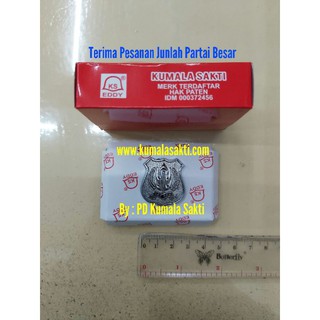 Terima Pesanan Junlah Partai Besar
KS
EDDY
KUMALA SAKTI
MERK TERDAFTAR
HAK PATEN
IDM 000372456
www.kumalasakti.com
By : PD Kumala Sakti
Butterfly